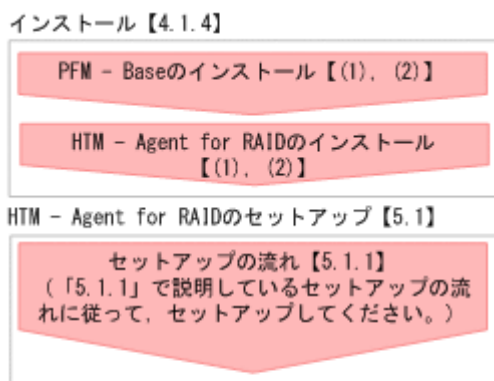 インストール【4.1.4】
PFM - Baseのインストール【(1), (2)】
HTM - Agent for RAIDのインストール
【(1), (2)】
HTM - Agent for RAIDのセットアップ【5.1】
セットアップの流れ【5.1.1】
(「5.1.1」で説明しているセットアップの流
れに従って，セットアップしてください。)